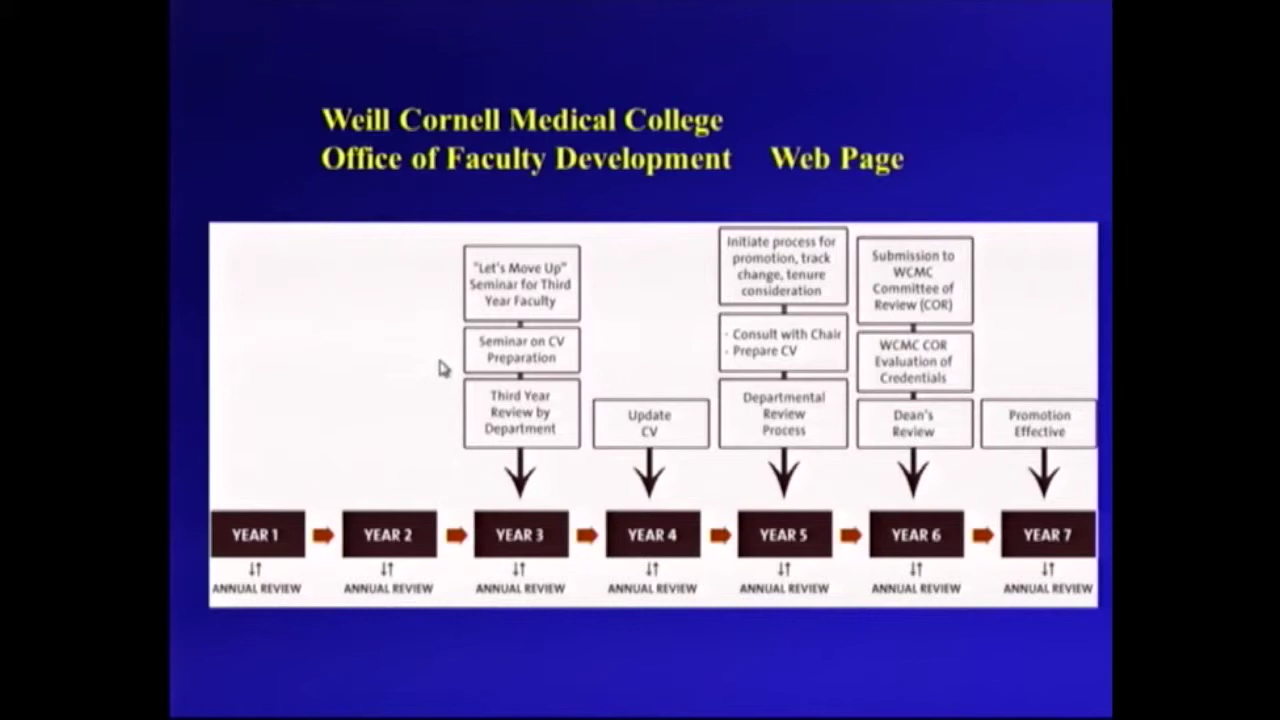 Weill Cornell Medical College
Office of Faculty Development Web Page
"Let's Move Up"
Seminar for Third
Year Faculty
Seminar on CV
Preparation
Third Year
Review by
Department
Update
CV
Initiate process for
promotion, track
change, tenure
consideration
· Consult with Chair
- Prepare CV
Departmental
Review
Process
Submission to
WCMC
Committee of
Review (COR)
WCMC COR
Evaluation of
Credentials
Dean's
Review
Promotion
Effective
YEAR 1
YEAR 2
YEAR 3
YEAR 4
YEAR 5
YEAR 6
YEAR 7
ANNUAL REVIEW
ANNUAL REVIEW
ANNUAL REVIEW
ANNUAL REVIEW
ANNUAL REVIEW
ANNUAL REVIEW
ANNUAL REVIEW